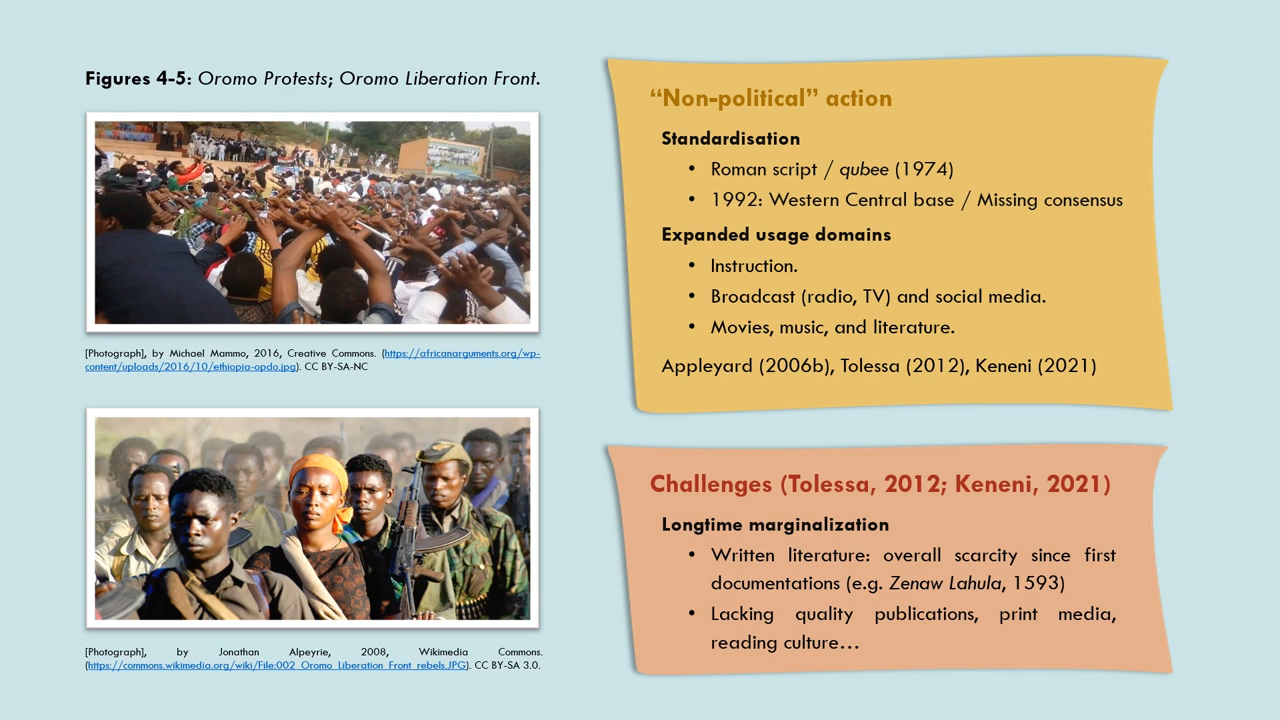 Figures 4-5: Oromo Protests; Oromo Liberation Front.
[Photograph], by Michael Mammo, 2016, Creative Commons. (https://africanarguments.org/wp-
content/uploads/2016/10/ethiopia-opdo.jpg). CC BY-SA-NC
[Photograph], by Jonathan Alpeyrie, 2008, Wikimedia Commons.
(https://commons.wikimedia.org/wiki/File:002_Oromo_Liberation_Front_rebels.JPG). CC BY-SA 3.0.
“Non-political” action
Standardisation
• Roman script / qubee (1974)
• 1992: Western Central base / Missing consensus
Expanded usage domains
• Instruction.
• Broadcast (radio, TV) and social media.
• Movies, music, and literature.
Appleyard (2006b), Tolessa (2012), Keneni (2021)
Challenges (Tolessa, 2012; Keneni, 2021)
Longtime marginalization
• Written literature: overall scarcity since first
documentations (e.g. Zenaw Lahula, 1593)
• Lacking quality publications, print media,
reading culture…